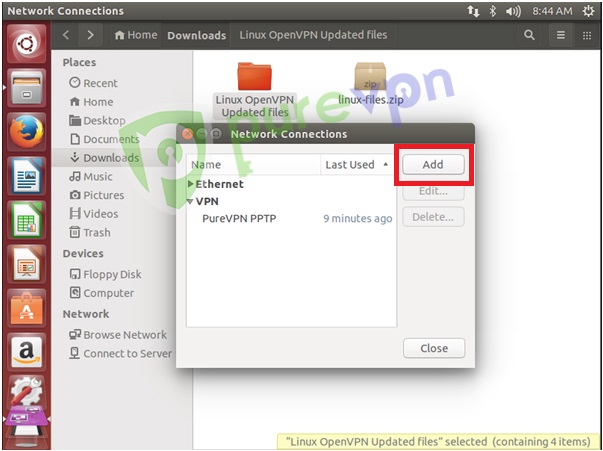 Network Connections
8:44 AM
Home
Downloads
Linux OpenVPN Updated files
Places
Recent
Home
Desktop
Documents
Downloads
Music
Pictures
Videos
Trash
Devices
Floppy Disk
Computer
Network
Browse Network
Connect to Server
zip
Linux OpenVPN
Updated files
linux-files.zip
purevpn
Network Connections
Name
Last Used
Add
Ethernet
Edit...
VPN
PureVPN PPTP
9 minutes ago
Delete...
Close
"Linux OpenVPN Updated files" selected (containing 4 items)